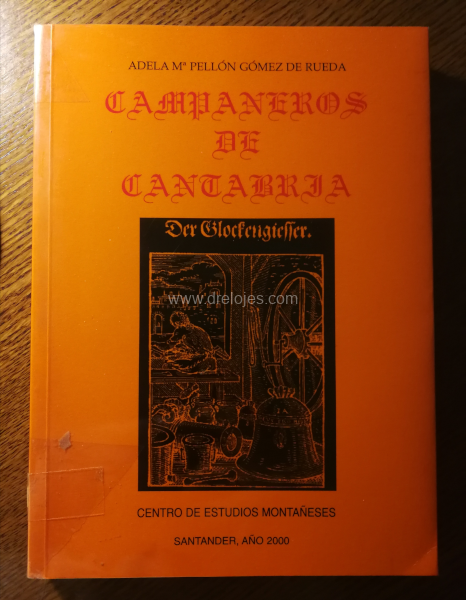 ADELA Mª PELLÓN GÓMEZ DE RUEDA
CAMPANEROS
DE
CANTABRIA
Der Glockengiesser.
www.drelojes.com
CENTRO DE ESTUDIOS MONTAÑESES
SANTANDER, AÑO 2000